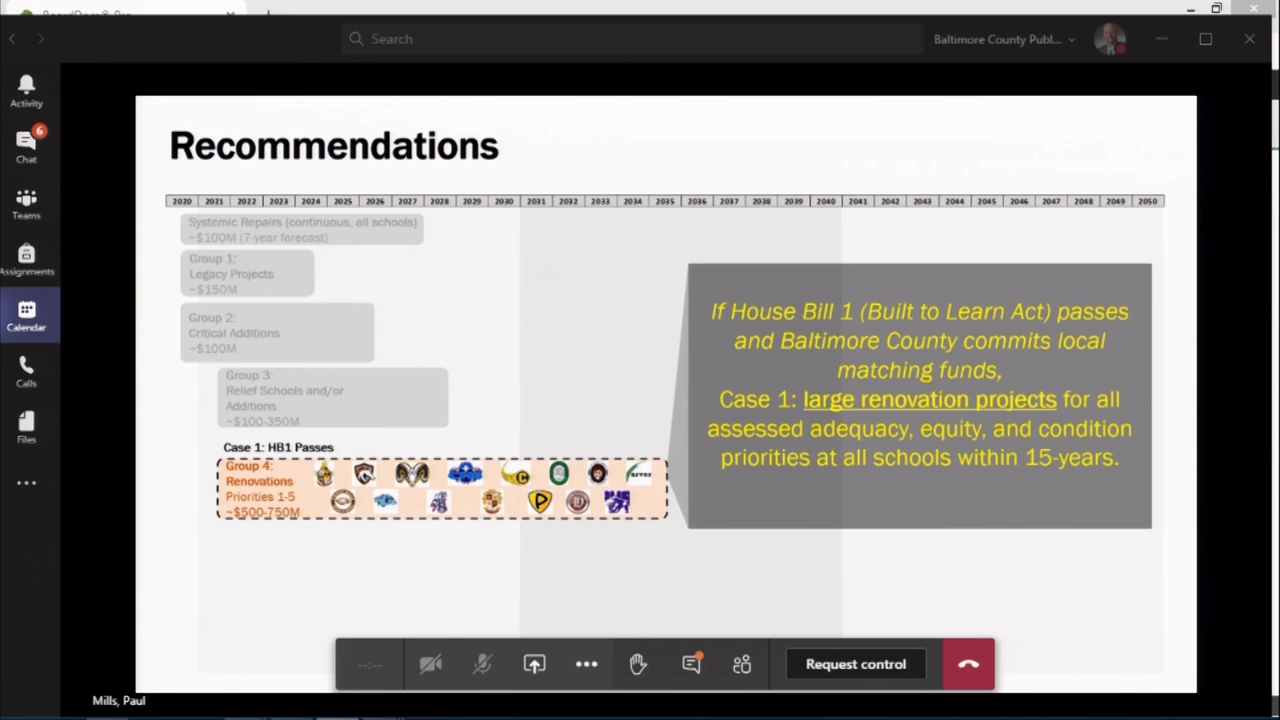 Search
Baltimore County Publ...
Activity
6
Chat
Teams
Assignments
Calendar
Calls
Files
Recommendations
2020 2021 2022 2023 2024 2025 2026 2027 2028 2029 2030 2031 2032 2033 2034 2035 2036 2037 2038 2039 2040 2041 2042 2043 2044 2045 2046 2047 2048 2049 2050
Systemic Repairs (continuous, all schools)
~$100M (7-year forecast)
Group 1:
Legacy Projects
~$150M
Group 2:
Critical Additions
~$100M
Group 3:
Relief Schools and/or
Additions
~$100-350M
Case 1: HB1 Passes
Group 4:
Renovations
Priorities 1-5
~$500-750M
If House Bill 1 (Built to Learn Act) passes
and Baltimore County commits local
matching funds,
Case 1: large renovation projects for all
assessed adequacy, equity, and condition
priorities at all schools within 15-years.
--:--
Request control
Mills, Paul